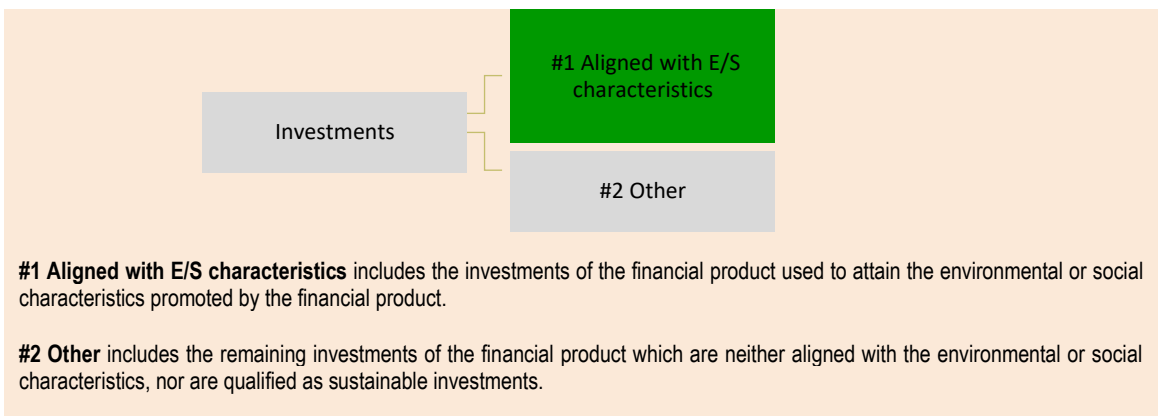 #1 Aligned with E/S
characteristics
Investments
#2 Other
#1 Aligned with E/S characteristics includes the investments of the financial product used to attain the environmental or social
characteristics promoted by the financial product.
#2 Other includes the remaining investments of the financial product which are neither aligned with the environmental or social
characteristics, nor are qualified as sustainable investments.